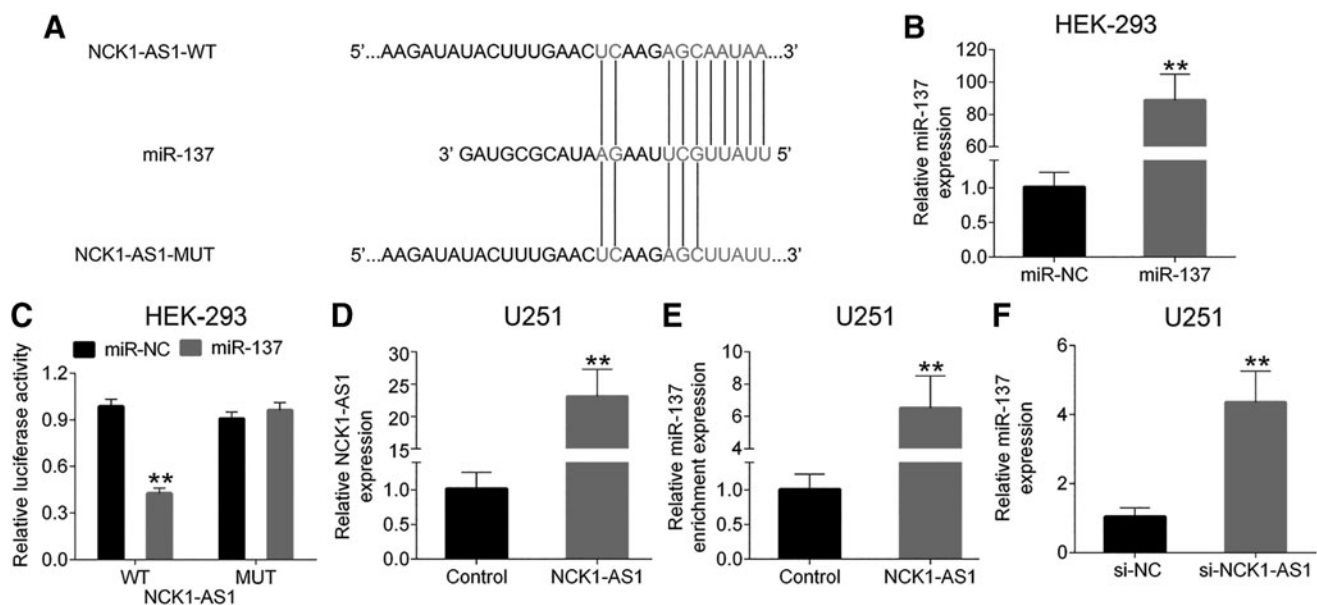 A
NCK1-AS1-WT
5'...AAGAUAUACUUUGAACUCAAGAGCAAUAA...3'
miR-137
3' GAUGCGCAUAAGAAUUCGUUAUU 5'
NCK1-AS1-MUT
5'...AAGAUAUACUUUGAACUCAAGAGCUUAUU...3'
B
HEK-293
Relative miR-137
expression
120
100
80
60
1.0
0.5
0.0
**
miR-NC
miR-137
C
HEK-293
miR-NC
miR-137
Relative luciferase activity
1.2
0.9
0.6
0.3
0.0
**
WT
MUT
NCK1-AS1
D
U251
Relative NCK1-AS1
expression
30
25
20
15
1.0
0.5
0.0
**
Control
NCK1-AS1
E
U251
Relative miR-137
enrichment expression
10
8
6
4
1.0
0.5
0.0
**
Control
NCK1-AS1
F
U251
Relative miR-137
expression
6
4
2
0
**
si-NC
si-NCK1-AS1